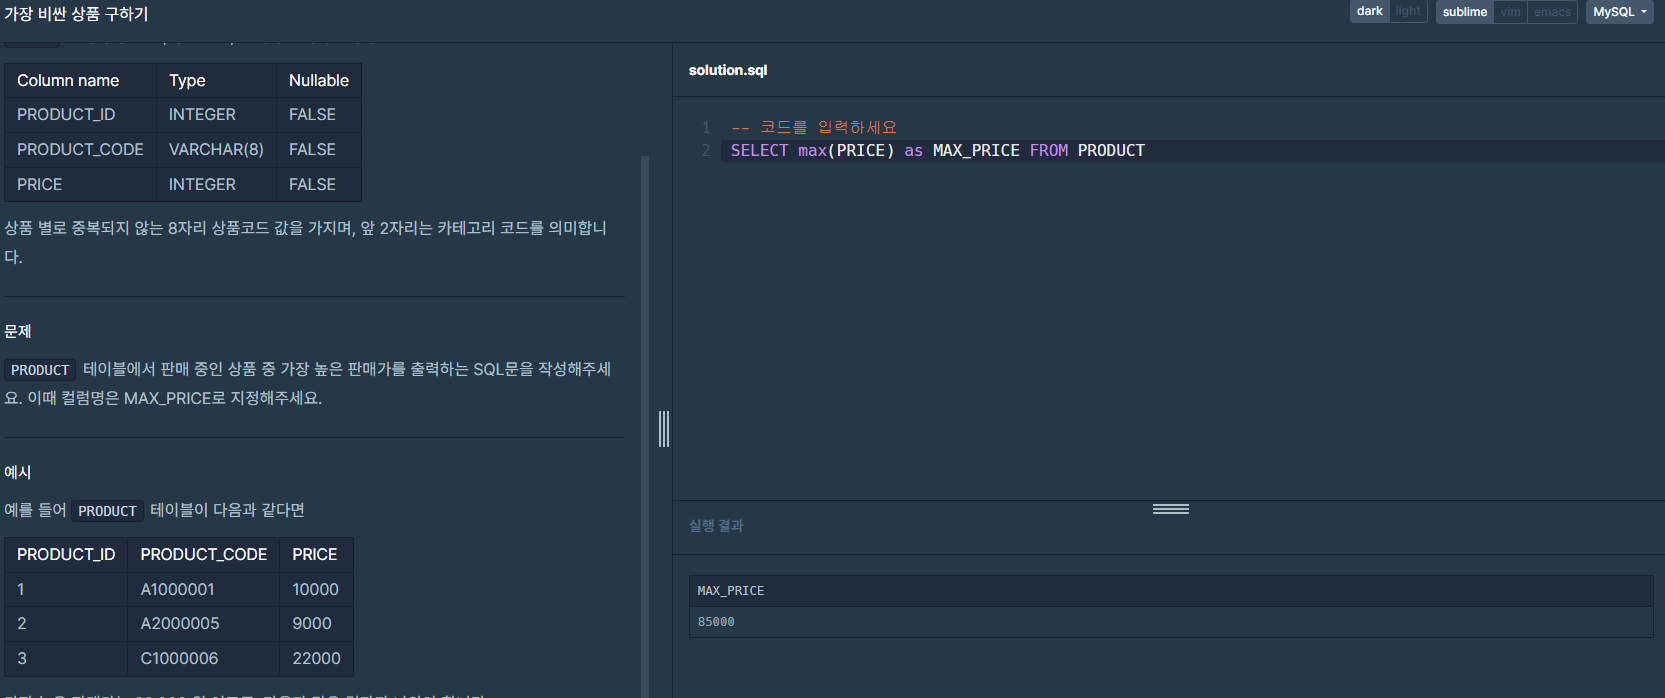 가장 비싼 상품 구하기
dark light sublime vim emacs MySQL
Column name Type Nullable
PRODUCT_ID INTEGER FALSE
PRODUCT_CODE VARCHAR(8) FALSE
PRICE INTEGER FALSE
상품 별로 중복되지 않는 8자리 상품코드 값을 가지며, 앞 2자리는 카테고리 코드를 의미합니
다.
문제
PRODUCT 테이블에서 판매 중인 상품 중 가장 높은 판매가를 출력하는 SQL문을 작성해주세
요. 이때 컬럼명은 MAX_PRICE로 지정해주세요.
예시
예를 들어 PRODUCT 테이블이 다음과 같다면
PRODUCT_ID PRODUCT_CODE PRICE
1 A1000001 10000
2 A2000005 9000
3 C1000006 22000
solution.sql
1 -- 코드를 입력하세요
2 SELECT max(PRICE) as MAX_PRICE FROM PRODUCT
실행 결과
MAX_PRICE
85000